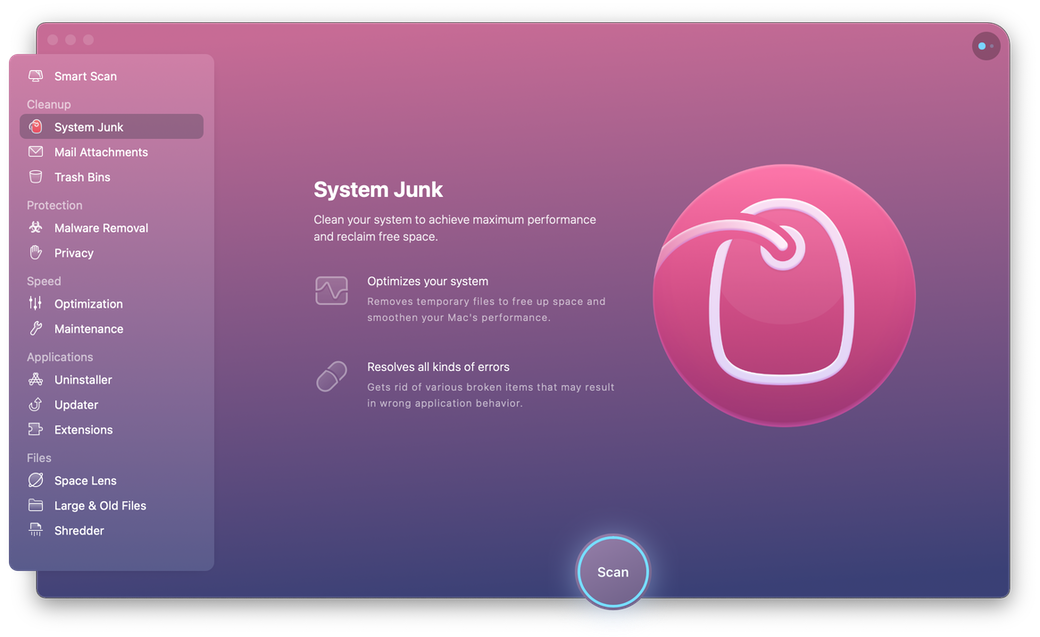 Smart Scan
Cleanup
System Junk
Mail Attachments
Trash Bins
Protection
Malware Removal
Privacy
Speed
Optimization
Maintenance
Applications
Uninstaller
Updater
Extensions
Files
Space Lens
Large & Old Files
Shredder
System Junk
Clean your system to achieve maximum performance
and reclaim free space.
Optimizes your system
Removes temporary files to free up space and
smoothen your Mac's performance.
Resolves all kinds of errors
Gets rid of various broken items that may result
in wrong application behavior.
Scan